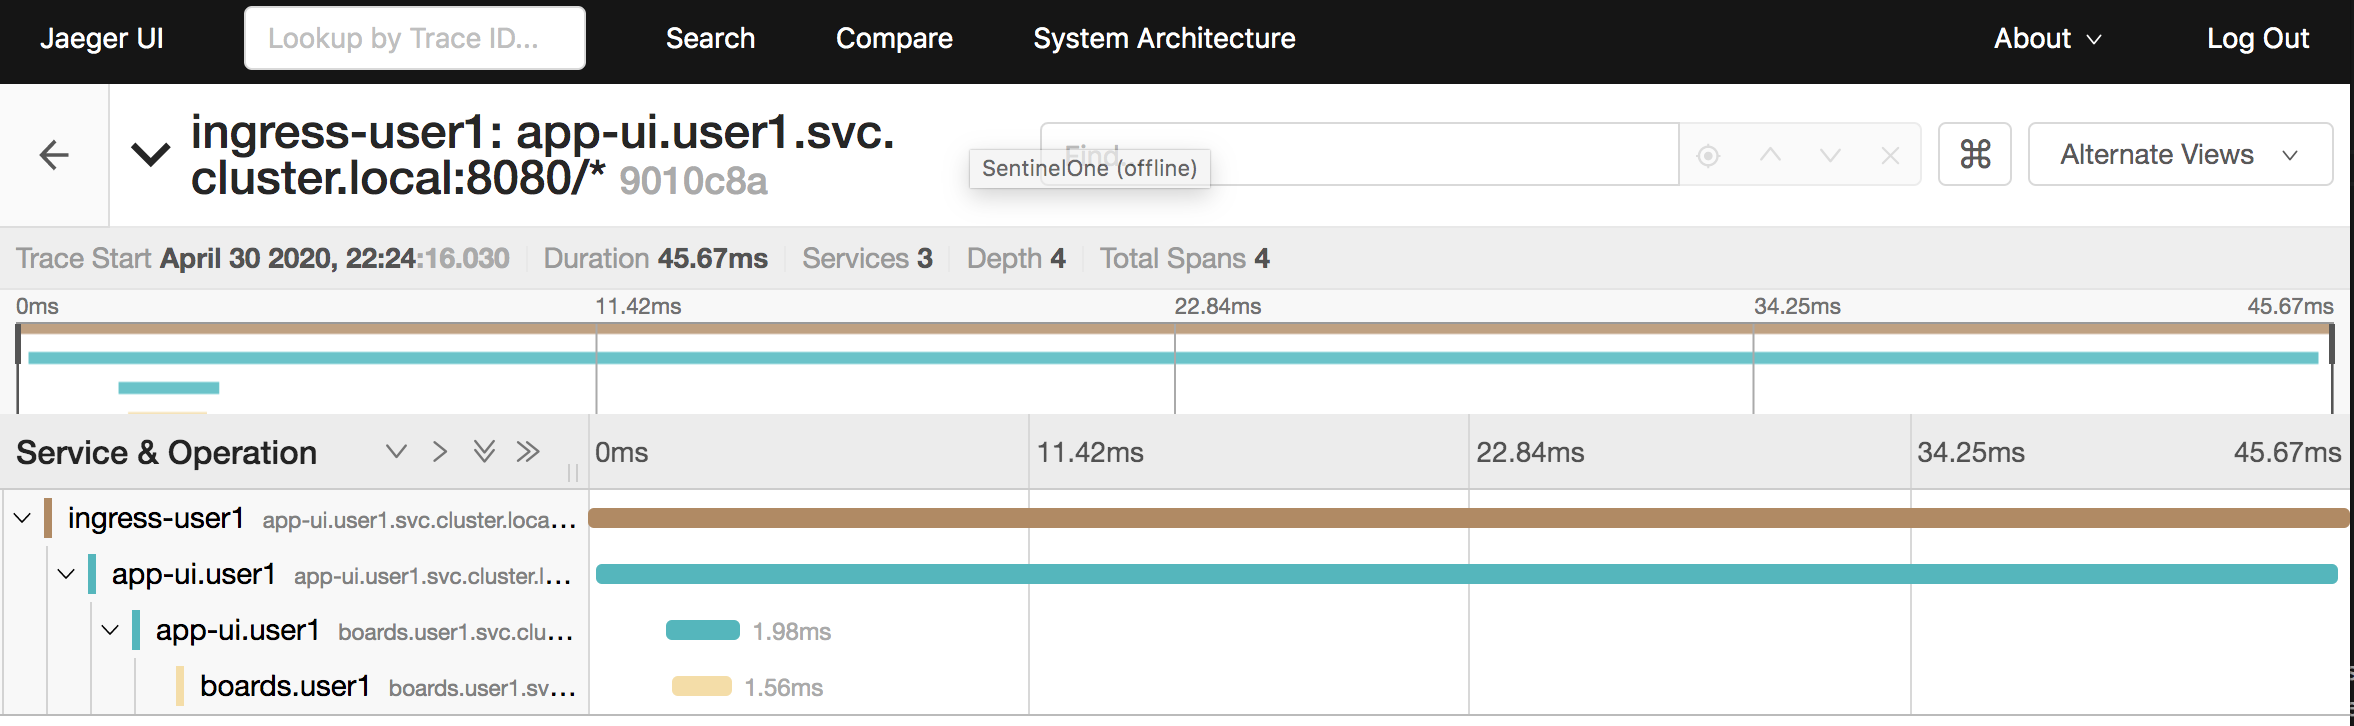 Jaeger UI Lookup by Trace ID... Search Compare System Architecture About Log Out
ingress-user1: app-ui.user1.svc.
cluster.local:8080/* 9010c8a
Find...
SentinelOne (offline)
Alternate Views
Trace Start April 30 2020, 22:24:16.030 Duration 45.67ms Services 3 Depth 4 Total Spans 4
0ms 11.42ms 22.84ms 34.25ms 45.67ms
Service & Operation 0ms 11.42ms 22.84ms 34.25ms 45.67ms
ingress-user1 app-ui.user1.svc.cluster.loca...
app-ui.user1 app-ui.user1.svc.cluster.l...
app-ui.user1 boards.user1.svc.clu... 1.98ms
boards.user1 boards.user1.sv... 1.56ms